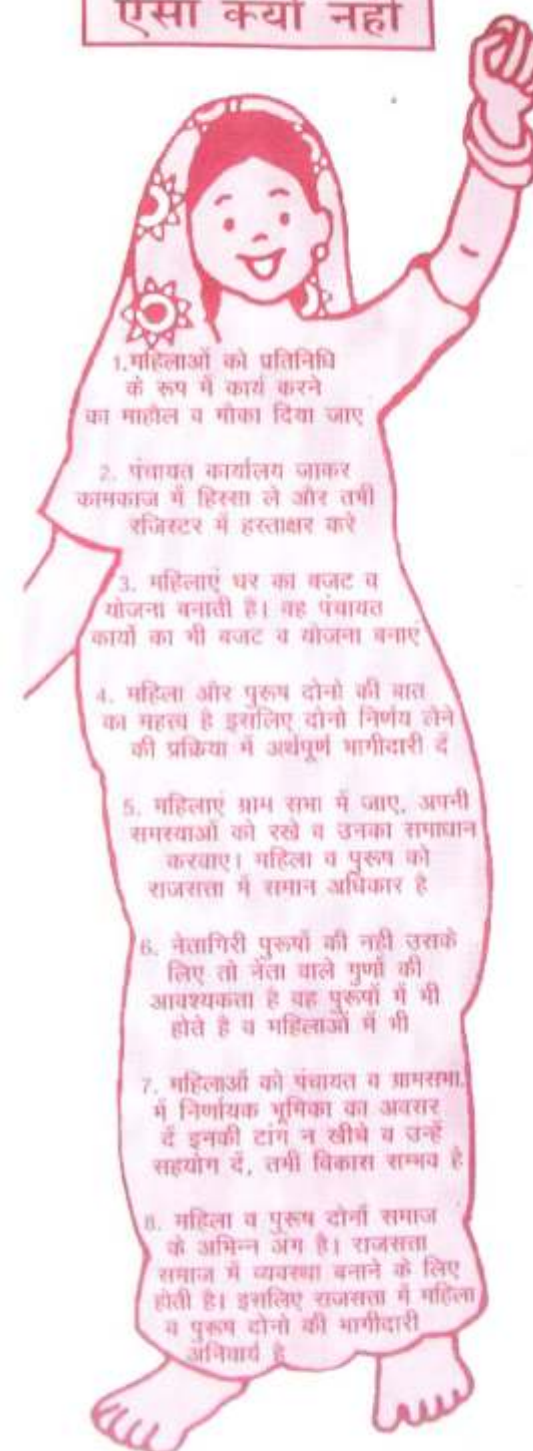 ऐसा क्यों नहीं
1.महिलाओं को प्रतिनिधि
के रूप में कार्य करने
का माहौल व मौका दिया जाए
2. पंचायत कार्यालय जाकर
कामकाज में हिस्सा ले और तभी
रजिस्टर में हस्ताक्षर करे
3. महिलाएं घर का बजट व
योजना बनाती है। वह पंचायत
कार्यो का भी बजट व योजना बनाएं
4. महिला और पुरूष दोनो की बात
का महत्त्व है इसलिए दोनो निर्णय लेने
की प्रक्रिया में अर्थपूर्ण भागीदारी दें
5. महिलाएं ग्राम सभा में जाए, अपनी
समस्याओं को रखे व उनका समाधान
करवाए। महिला व पुरूष को
राजसत्ता में समान अधिकार है
6. नेतागिरी पुरूषों की नही उसके
लिए तो नेता वाले गुणों की
आवश्यकता है वह पुरूषों में भी
होते है व महिलाओं में भी
7. महिलाओं को पंचायत व ग्रामसभा
में निर्णायक भूमिका का अवसर
दें इनकी टांग न खीचे व उन्हें
सहयोग दें, तभी विकास सम्भव है
8. महिला व पुरूष दोनों समाज
के अभिन्न अंग है। राजसत्ता
समाज में व्यवस्था बनाने के लिए
होती है। इसलिए राजसत्ता में महिला
व पुरूष दोनो की भागीदारी
अनिवार्य है